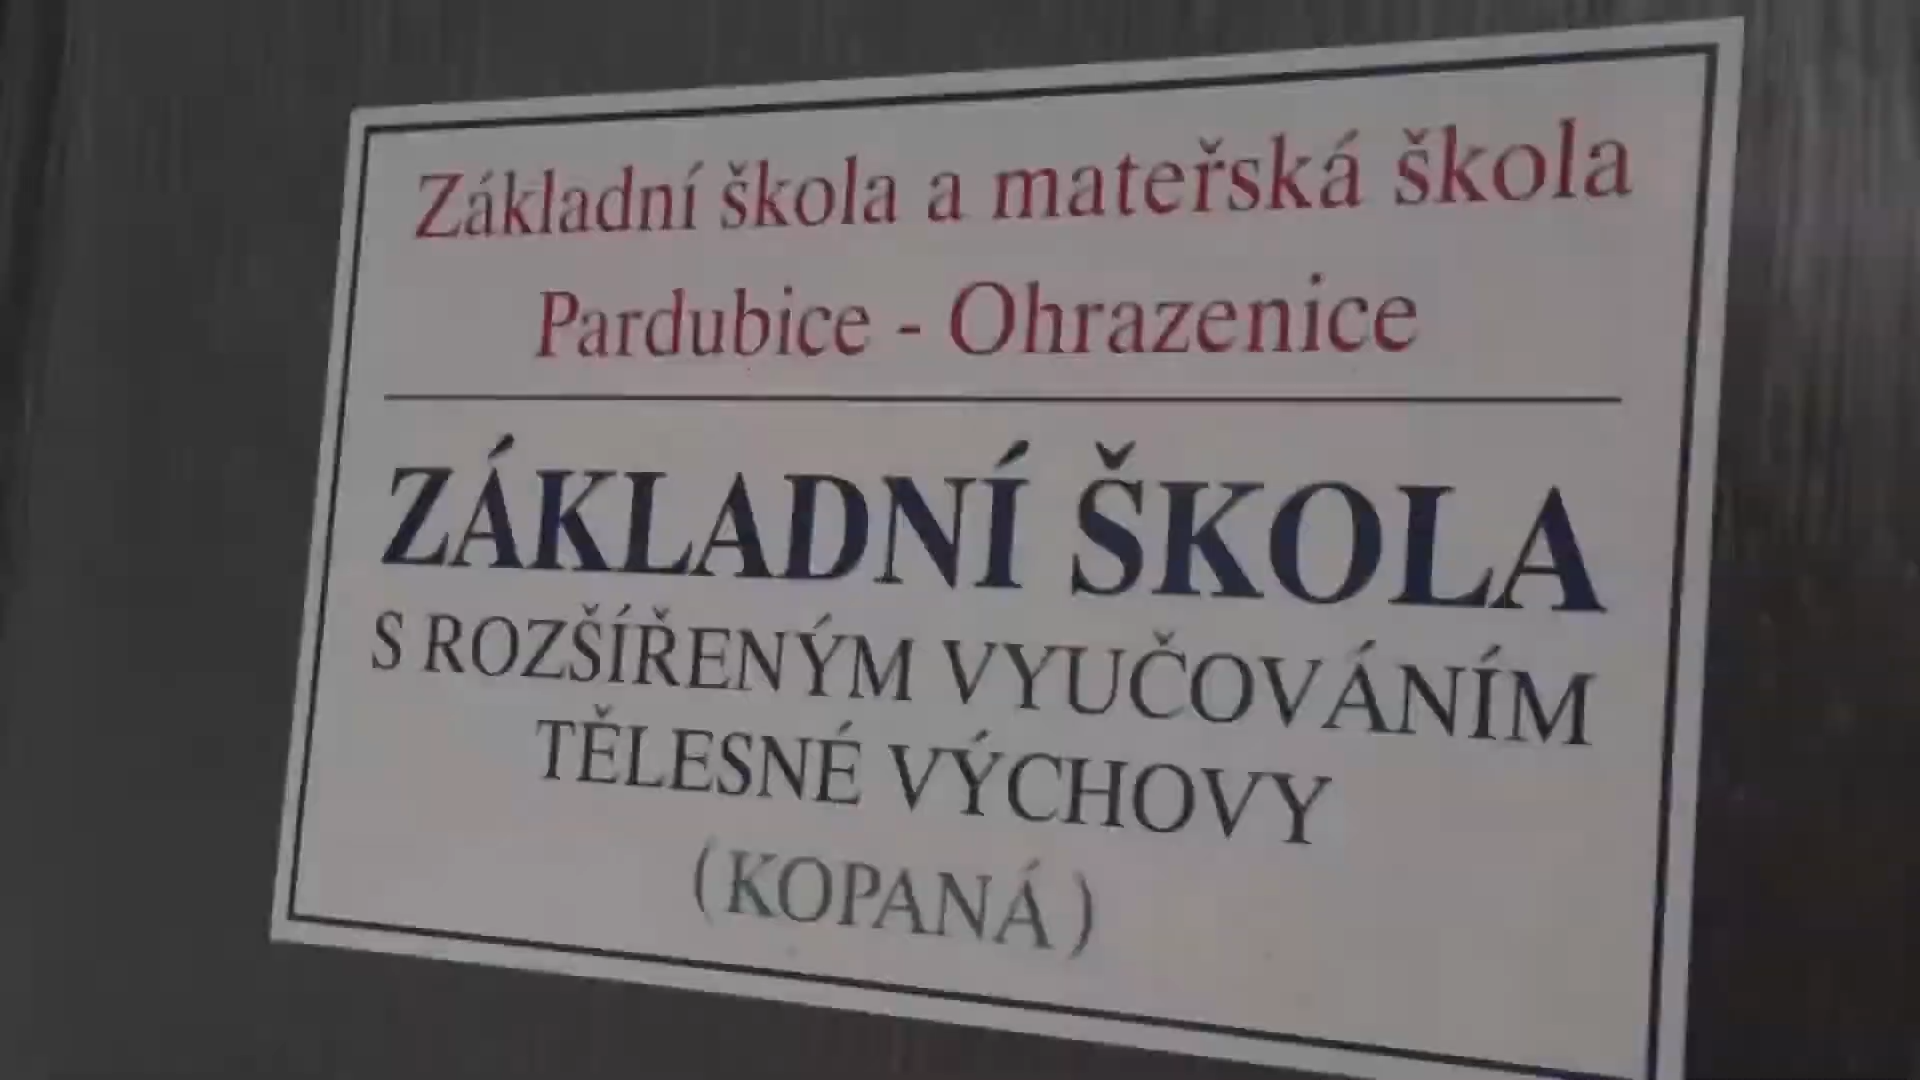 Základní škola a mateřská škola
Pardubice - Ohrazenice
ZÁKLADNÍ ŠKOLA
S ROZŠÍŘENÝM VYUČOVÁNÍM
TĚLESNÉ VÝCHOVY
(KOPANÁ)